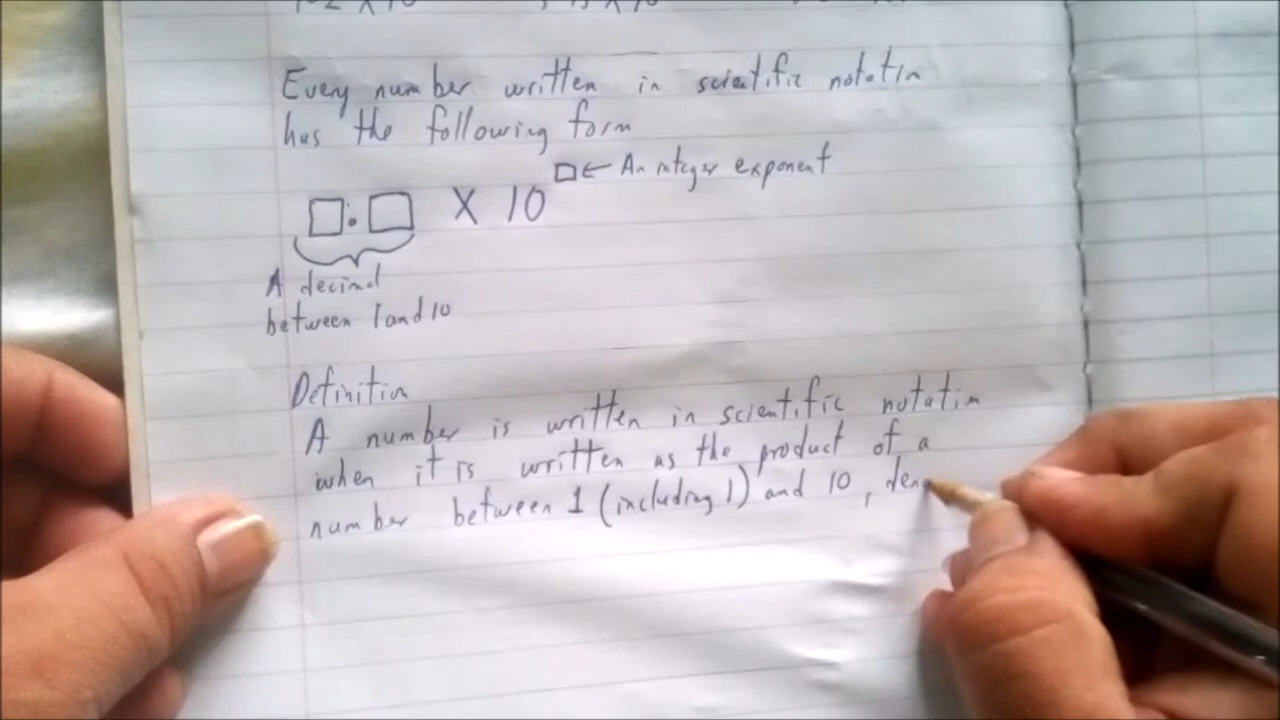 Every number written in scientific notatin
has the following form
□.□ X 10 □ ← An integer exponent
A decimal
between 1 and 10
Definition
A number is written in scientific notatin
when it is written as the product of a
number between 1 (including 1) and 10, den